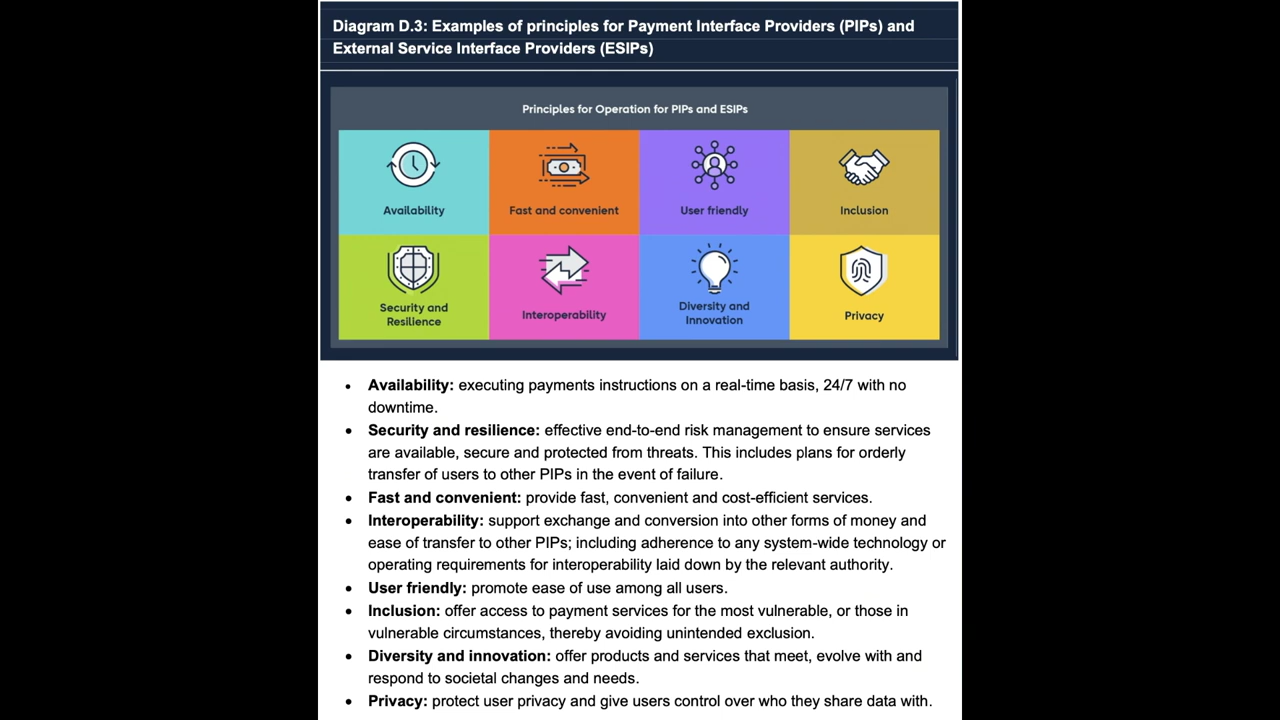 Diagram D.3: Examples of principles for Payment Interface Providers (PIPs) and
External Service Interface Providers (ESIPs)
Principles for Operation for PIPs and ESIPs
Availability
Fast and convenient
User friendly
Inclusion
Security and
Resilience
Interoperability
Diversity and
Innovation
Privacy
• Availability: executing payments instructions on a real-time basis, 24/7 with no
downtime.
• Security and resilience: effective end-to-end risk management to ensure services
are available, secure and protected from threats. This includes plans for orderly
transfer of users to other PIPs in the event of failure.
• Fast and convenient: provide fast, convenient and cost-efficient services.
• Interoperability: support exchange and conversion into other forms of money and
ease of transfer to other PIPs; including adherence to any system-wide technology or
operating requirements for interoperability laid down by the relevant authority.
• User friendly: promote ease of use among all users.
• Inclusion: offer access to payment services for the most vulnerable, or those in
vulnerable circumstances, thereby avoiding unintended exclusion.
• Diversity and innovation: offer products and services that meet, evolve with and
respond to societal changes and needs.
• Privacy: protect user privacy and give users control over who they share data with.